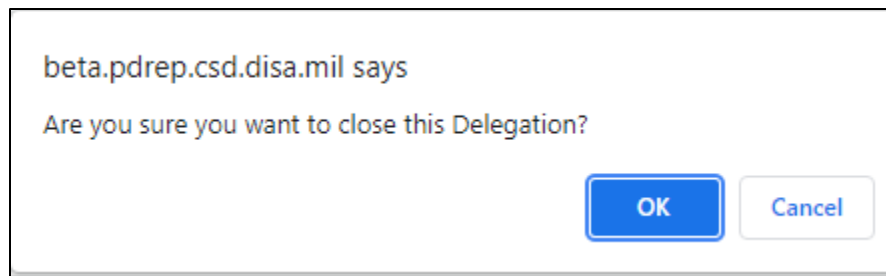 beta.pdrep.csd.disa.mil says
Are you sure you want to close this Delegation?
OK
Cancel